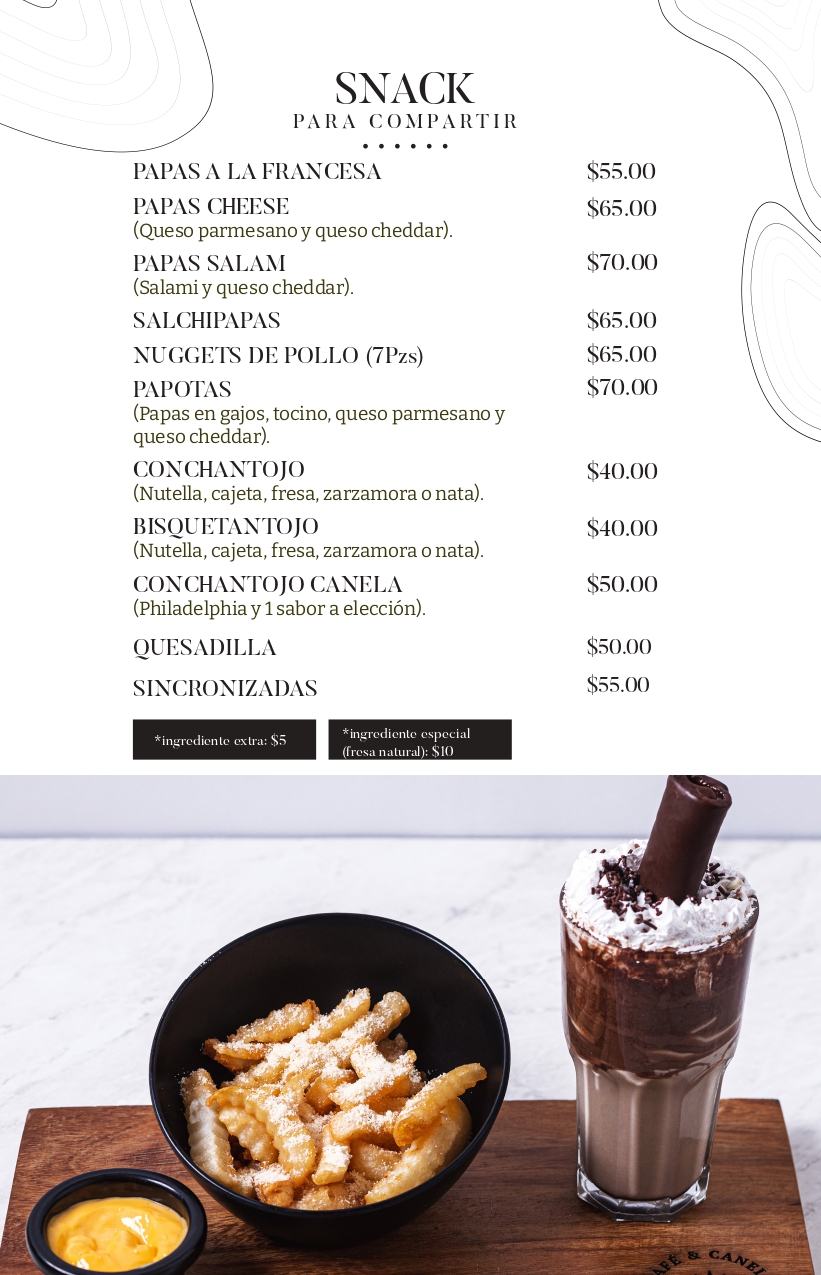 SNACK
PARA COMPARTIR
PAPAS A LA FRANCESA $55.00
PAPAS CHEESE $65.00
(Queso parmesano y queso cheddar).
PAPAS SALAM $70.00
(Salami y queso cheddar).
SALCHIPAPAS $65.00
NUGGETS DE POLLO (7Pzs) $65.00
PAPOTAS $70.00
(Papas en gajos, tocino, queso parmesano y
queso cheddar).
CONCHANTOJO $40.00
(Nutella, cajeta, fresa, zarzamora o nata).
BISQUETANTOJO $40.00
(Nutella, cajeta, fresa, zarzamora o nata).
CONCHANTOJO CANELA $50.00
(Philadelphia y 1 sabor a elección).
QUESADILLA $50.00
SINCRONIZADAS $55.00
*ingrediente extra: $5
*ingrediente especial
(fresa natural): $10